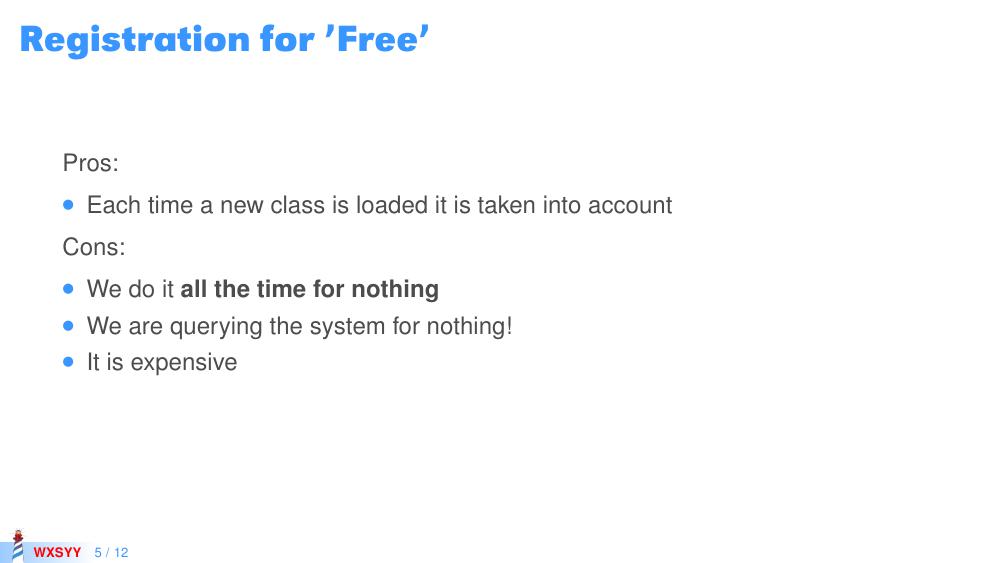 Registration for ’Free’
Pros:
Each time a new class is loaded it is taken into account
Cons:
We do it all the time for nothing
We are querying the system for nothing!
It is expensive
WXSYY 5 / 12